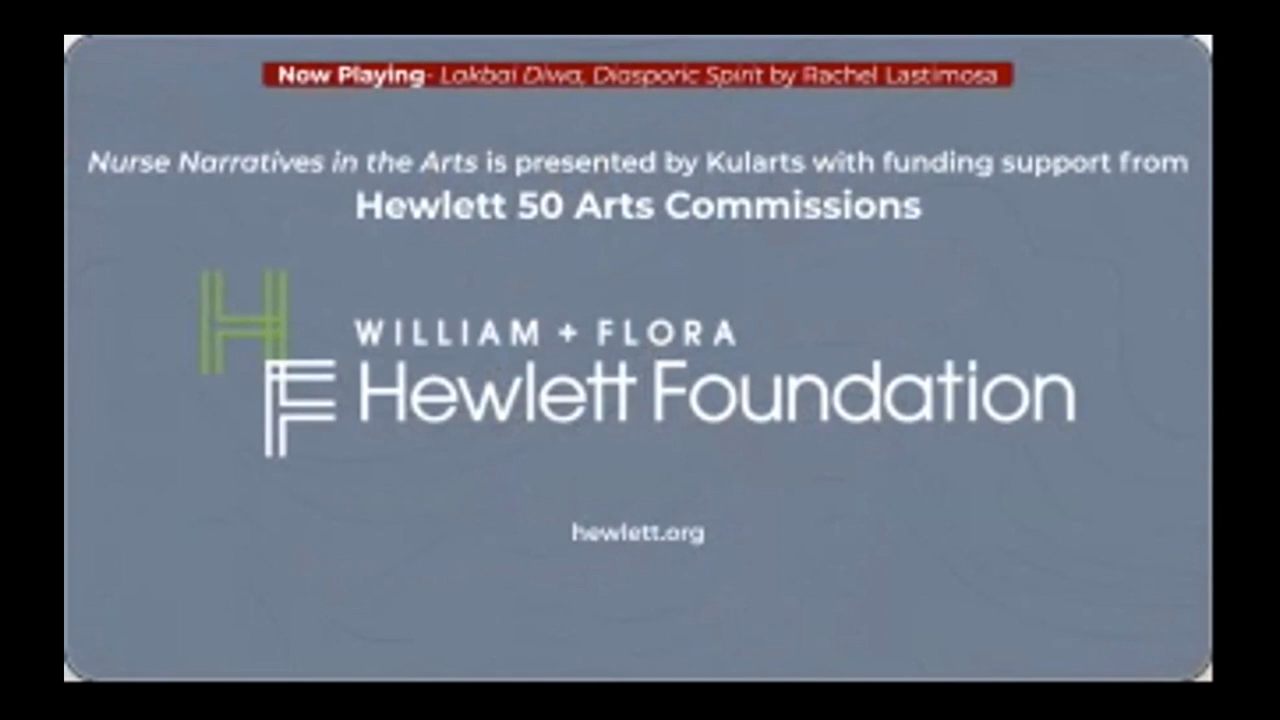 Now Playing- Lakbai Diwa, Diasporic Spirit by Rachel Lastimosa
Nurse Narratives in the Arts is presented by Kularts with funding support from
Hewlett 50 Arts Commissions
HF
WILLIAM + FLORA
Hewlett Foundation
hewlett.org